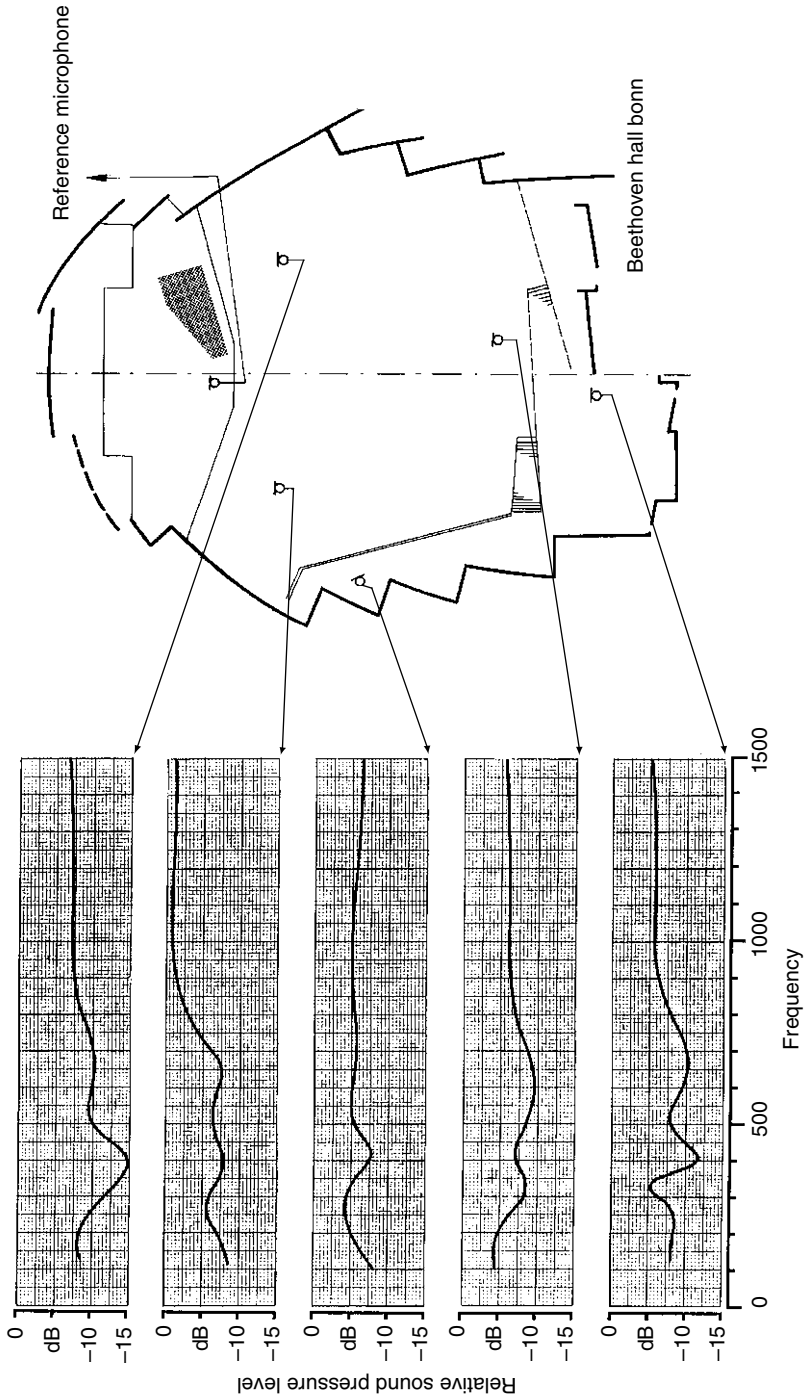 Reference microphone
Beethoven hall bonn
Relative sound pressure level
0
dB
−10
−15
0
dB
−10
−15
0
dB
−10
−15
0
dB
−10
−15
0
dB
−10
−15
0
500
1000
1500
Frequency